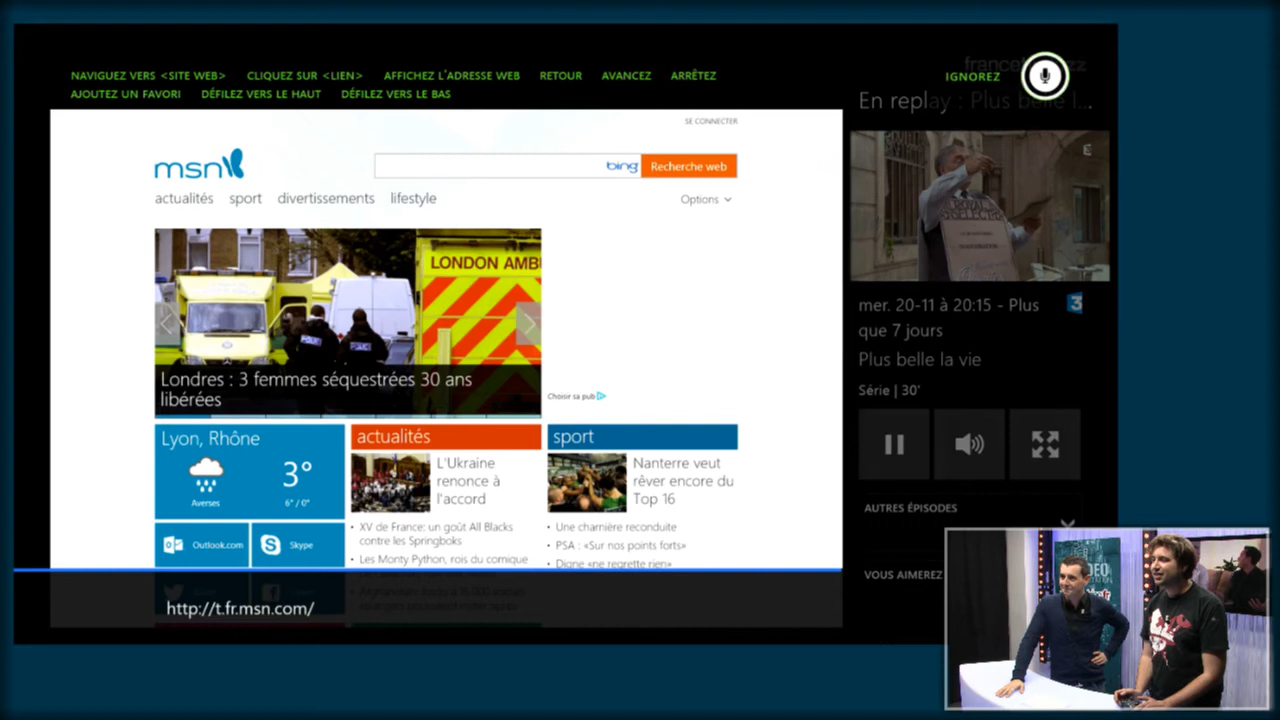 NAVIGUEZ VERS <SITE WEB> CLIQUEZ SUR <LIEN> AFFICHEZ L'ADRESSE WEB RETOUR AVANCEZ ARRÊTEZ
AJOUTEZ UN FAVORI DÉFILEZ VERS LE HAUT DÉFILEZ VERS LE BAS
IGNOREZ
En replay : Plus belle l...
SE CONNECTER
msn
bing Recherche web
actualités sport divertissements lifestyle
Options
LONDON AMB
Londres : 3 femmes séquestrées 30 ans
libérées
Choisir sa pub
Lyon, Rhône
3°
Averses 6° / 0°
Outlook.com Skype
actualités
L'Ukraine
renonce à
l'accord
• XV de France: un goût All Blacks
contre les Springboks
• Les Monty Python, rois du comique
sport
Nanterre veut
rêver encore du
Top 16
• Une charnière reconduite
• PSA : «Sur nos points forts»
• Digne «ne regrette rien»
http://t.fr.msn.com/
mer. 20-11 à 20:15 - Plus
que 7 jours
3
Plus belle la vie
Série | 30'
AUTRES ÉPISODES
VOUS AIMEREZ